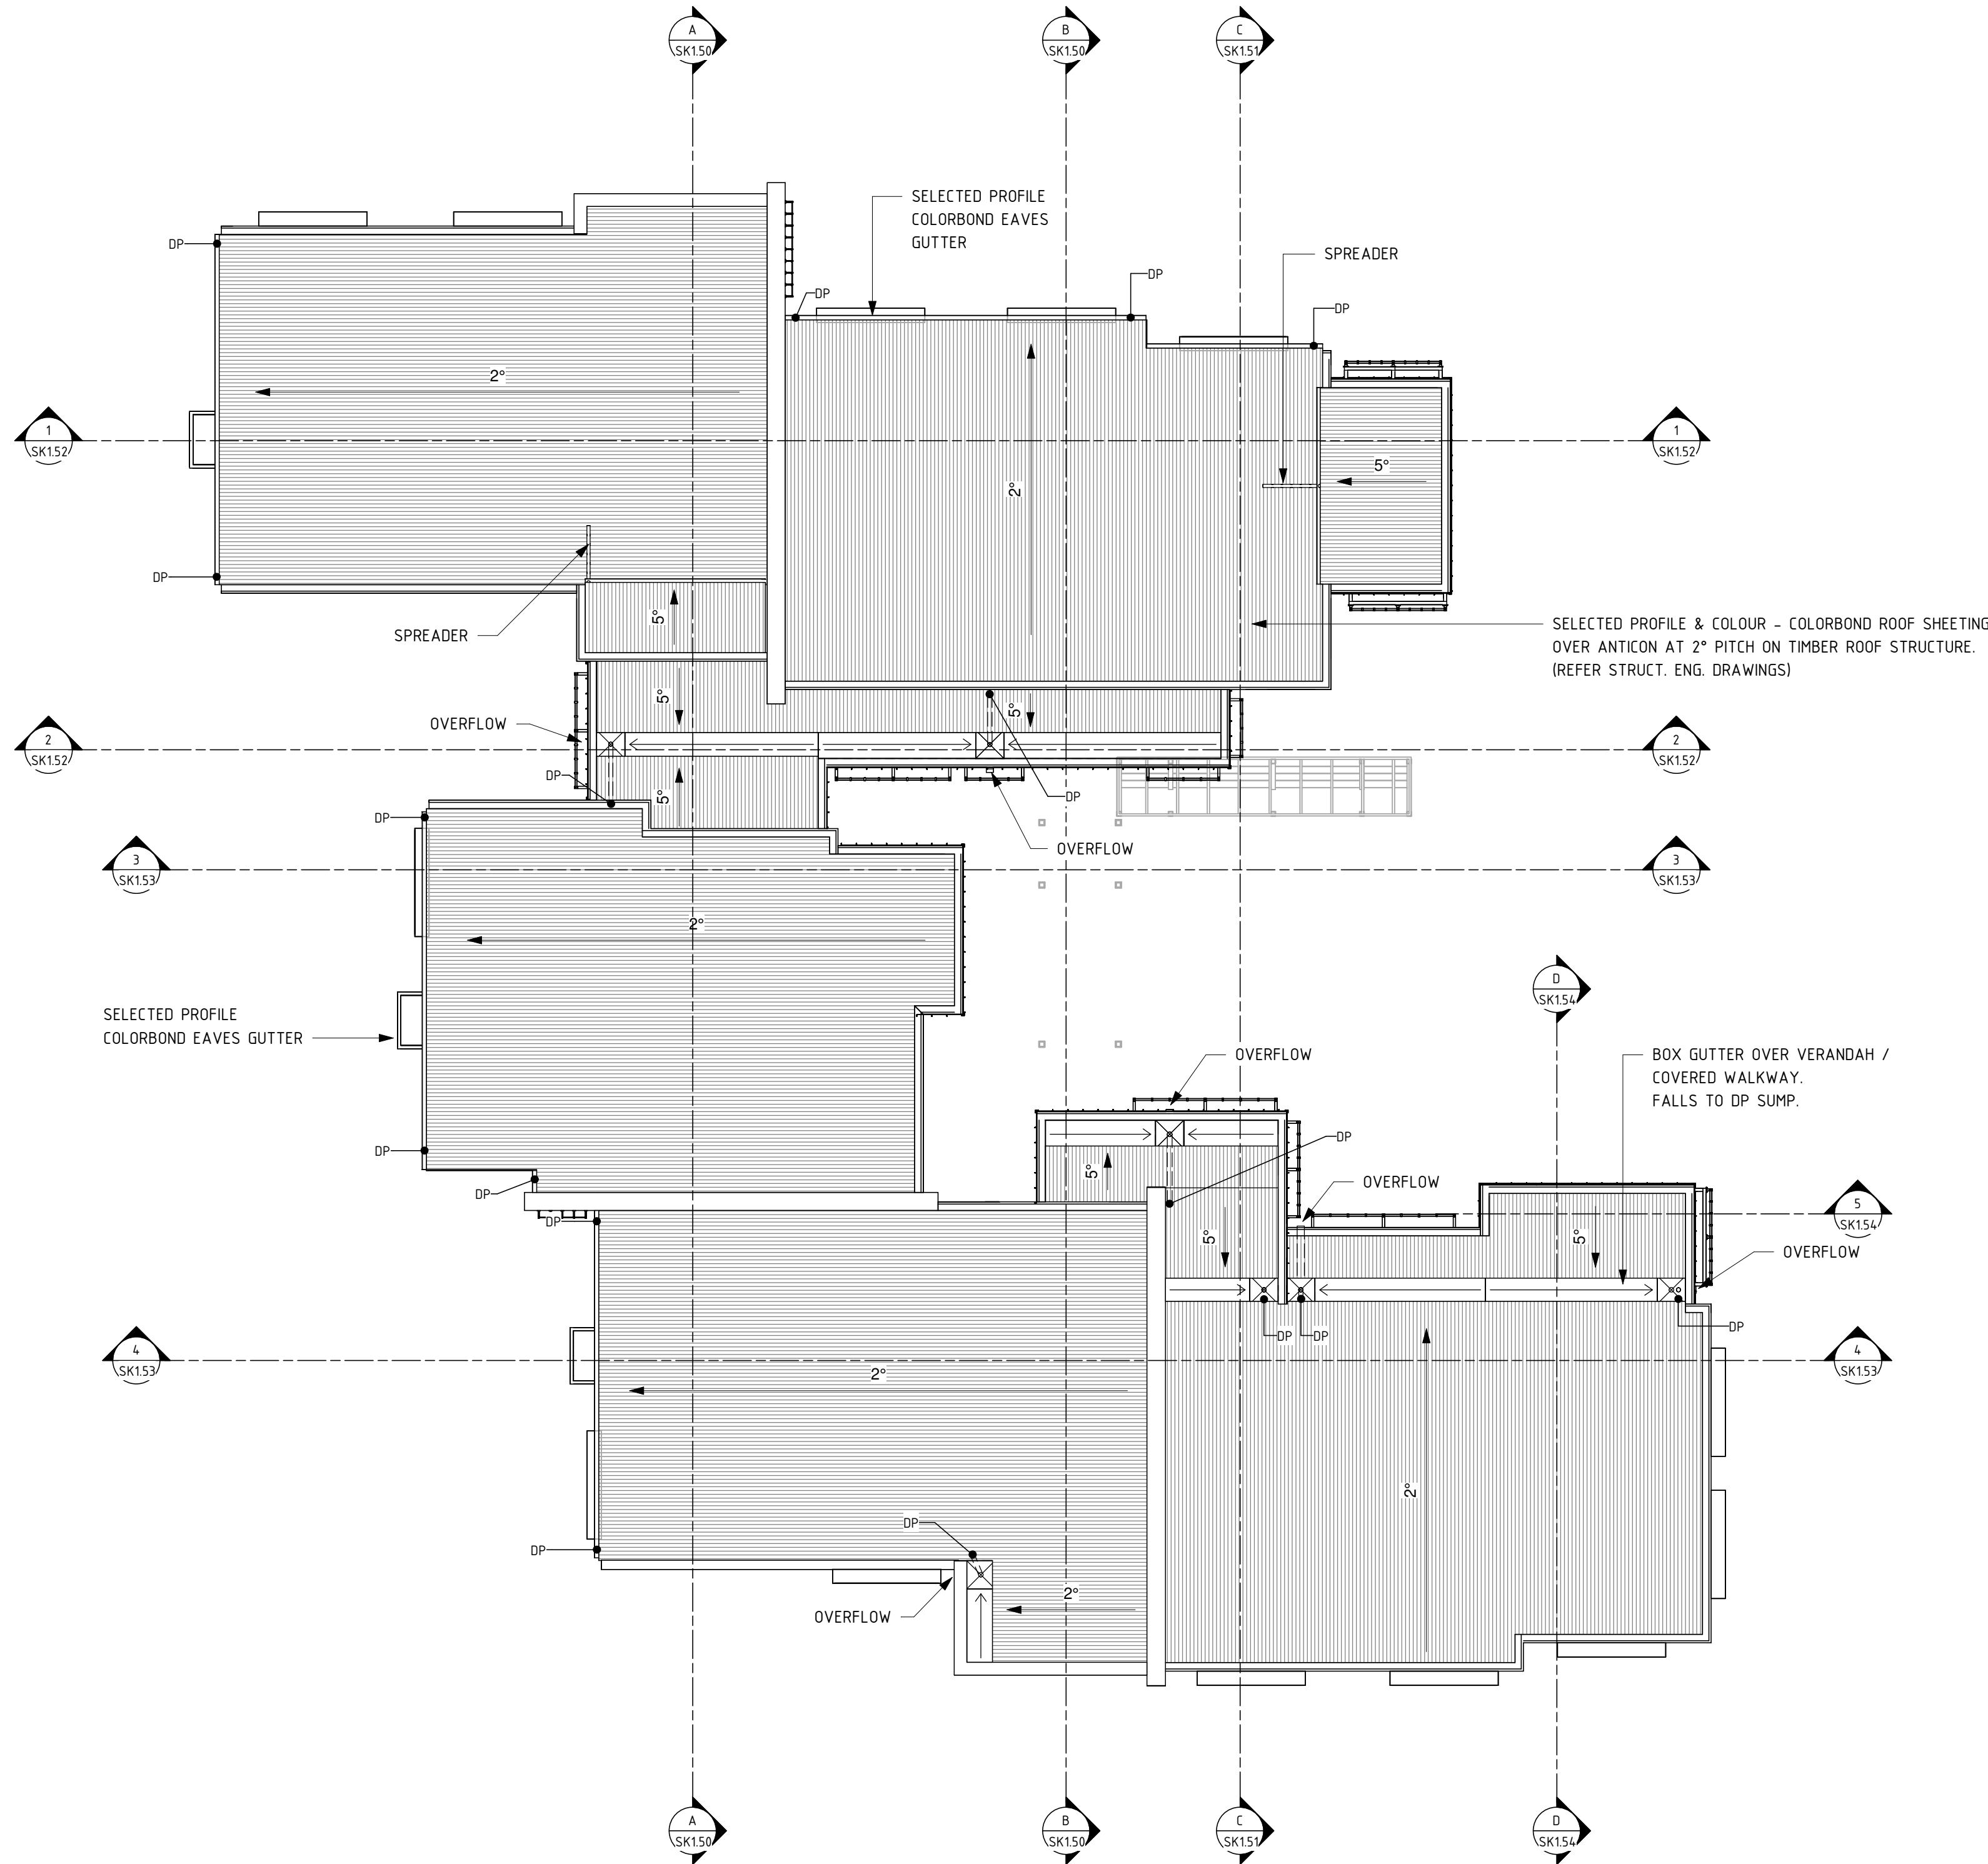 A
SK1.50
B
SK1.50
C
SK1.51
SELECTED PROFILE
COLORBOND EAVES
GUTTER
SPREADER
DP
DP
DP
DP
2°
2°
5°
1
SK1.52
1
SK1.52
DP
SPREADER
5°
SELECTED PROFILE & COLOUR - COLORBOND ROOF SHEETING
OVER ANTICON AT 2° PITCH ON TIMBER ROOF STRUCTURE.
(REFER STRUCT. ENG. DRAWINGS)
5°
5°
OVERFLOW
2
SK1.52
2
SK1.52
DP
5°
DP
DP
OVERFLOW
3
SK1.53
3
SK1.53
2°
D
SK1.54
SELECTED PROFILE
COLORBOND EAVES GUTTER
OVERFLOW
BOX GUTTER OVER VERANDAH /
COVERED WALKWAY.
FALLS TO DP SUMP.
DP
DP
5°
DP
OVERFLOW
DP
5
SK1.54
5°
5°
OVERFLOW
DP
DP
DP
4
SK1.53
4
SK1.53
2°
2°
DP
DP
2°
OVERFLOW
A
SK1.50
B
SK1.50
C
SK1.51
D
SK1.54